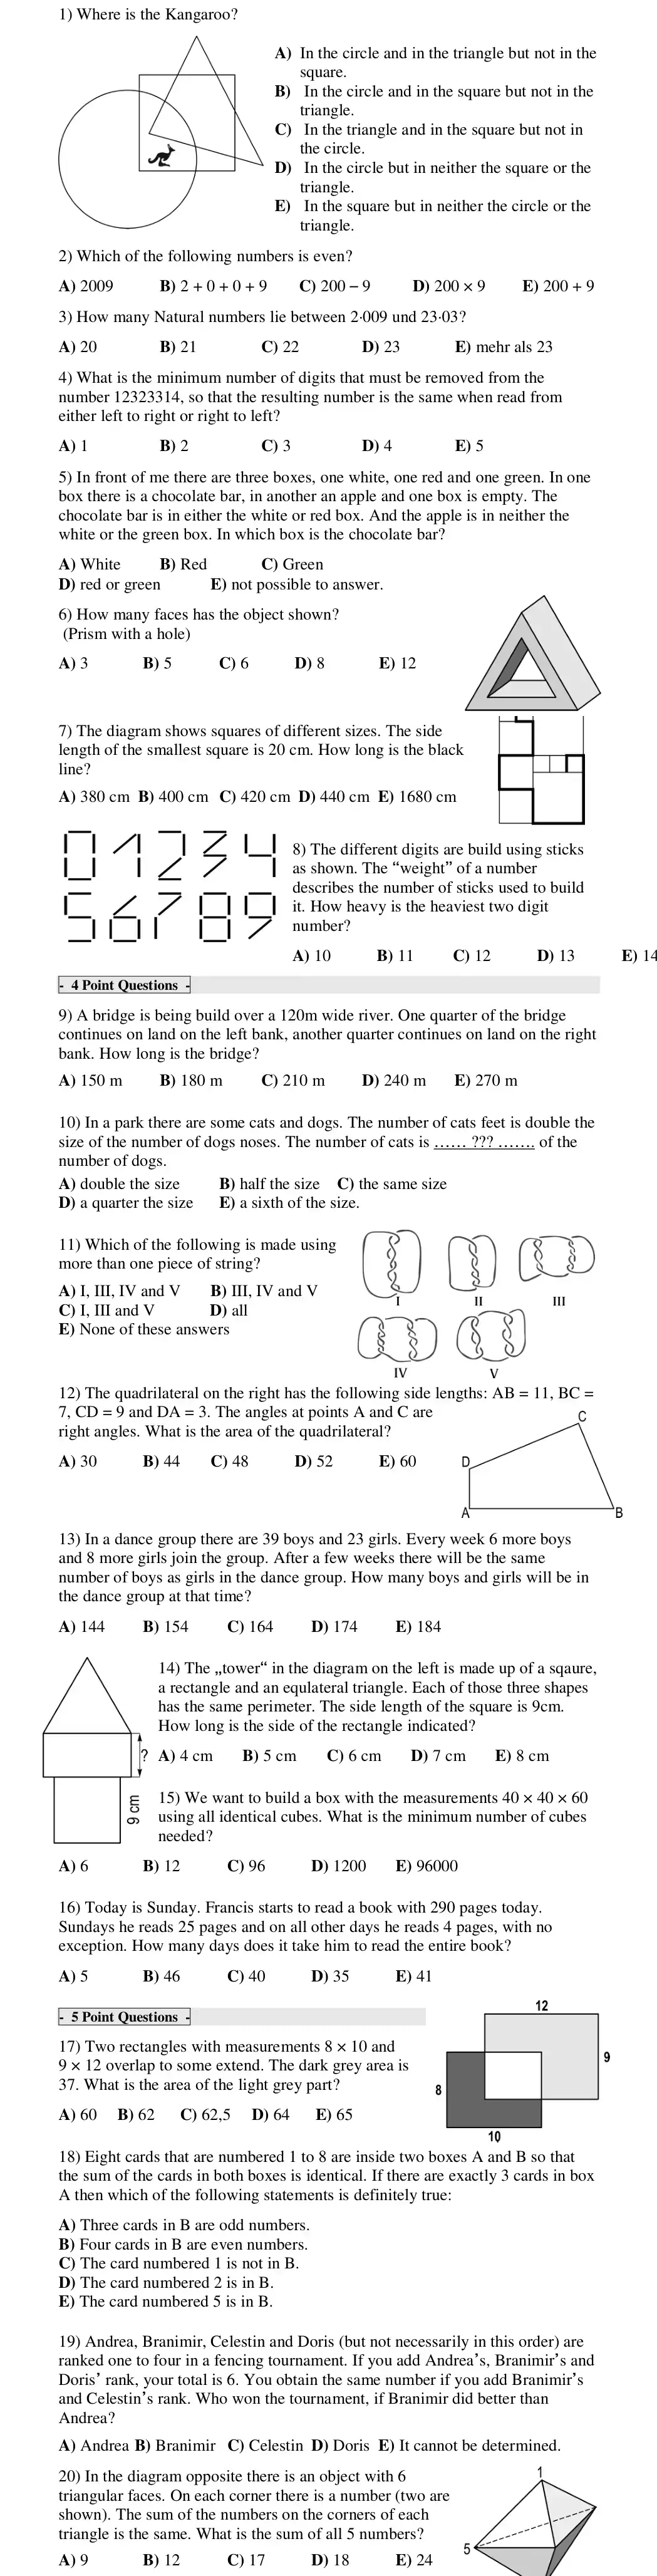 1) Where is the Kangaroo?
A) In the circle and in the triangle but not in the
square.
B) In the circle and in the square but not in the
triangle.
C) In the triangle and in the square but not in
the circle.
D) In the circle but in neither the square or the
triangle.
E) In the square but in neither the circle or the
triangle.
2) Which of the following numbers is even?
A) 2009 B) 2 + 0 + 0 + 9 C) 200 – 9 D) 200 × 9 E) 200 + 9
3) How many Natural numbers lie between 2·009 und 23·03?
A) 20 B) 21 C) 22 D) 23 E) mehr als 23
4) What is the minimum number of digits that must be removed from the
number 12323314, so that the resulting number is the same when read from
either left to right or right to left?
A) 1 B) 2 C) 3 D) 4 E) 5
5) In front of me there are three boxes, one white, one red and one green. In one
box there is a chocolate bar, in another an apple and one box is empty. The
chocolate bar is in either the white or red box. And the apple is in neither the
white or the green box. In which box is the chocolate bar?
A) White B) Red C) Green
D) red or green E) not possible to answer.
6) How many faces has the object shown?
(Prism with a hole)
A) 3 B) 5 C) 6 D) 8 E) 12
7) The diagram shows squares of different sizes. The side
length of the smallest square is 20 cm. How long is the black
line?
A) 380 cm B) 400 cm C) 420 cm D) 440 cm E) 1680 cm
0 1 2 3 4
5 6 7 8 9
8) The different digits are build using sticks
as shown. The “weight” of a number
describes the number of sticks used to build
it. How heavy is the heaviest two digit
number?
A) 10 B) 11 C) 12 D) 13 E) 14
- 4 Point Questions -
9) A bridge is being build over a 120m wide river. One quarter of the bridge
continues on land on the left bank, another quarter continues on land on the right
bank. How long is the bridge?
A) 150 m B) 180 m C) 210 m D) 240 m E) 270 m
10) In a park there are some cats and dogs. The number of cats feet is double the
size of the number of dogs noses. The number of cats is …… ??? ……. of the
number of dogs.
A) double the size B) half the size C) the same size
D) a quarter the size E) a sixth of the size.
11) Which of the following is made using
more than one piece of string?
A) I, III, IV and V B) III, IV and V
C) I, III and V D) all
E) None of these answers
I II III
IV V
12) The quadrilateral on the right has the following side lengths: AB = 11, BC =
7, CD = 9 and DA = 3. The angles at points A and C are
right angles. What is the area of the quadrilateral?
A) 30 B) 44 C) 48 D) 52 E) 60
C
D
A B
13) In a dance group there are 39 boys and 23 girls. Every week 6 more boys
and 8 more girls join the group. After a few weeks there will be the same
number of boys as girls in the dance group. How many boys and girls will be in
the dance group at that time?
A) 144 B) 154 C) 164 D) 174 E) 184
14) The „tower“ in the diagram on the left is made up of a sqaure,
a rectangle and an equlateral triangle. Each of those three shapes
has the same perimeter. The side length of the square is 9cm.
How long is the side of the rectangle indicated?
? A) 4 cm B) 5 cm C) 6 cm D) 7 cm E) 8 cm
9 cm
15) We want to build a box with the measurements 40 × 40 × 60
using all identical cubes. What is the minimum number of cubes
needed?
A) 6 B) 12 C) 96 D) 1200 E) 96000
16) Today is Sunday. Francis starts to read a book with 290 pages today.
Sundays he reads 25 pages and on all other days he reads 4 pages, with no
exception. How many days does it take him to read the entire book?
A) 5 B) 46 C) 40 D) 35 E) 41
- 5 Point Questions -
17) Two rectangles with measurements 8 × 10 and
9 × 12 overlap to some extend. The dark grey area is
37. What is the area of the light grey part?
A) 60 B) 62 C) 62,5 D) 64 E) 65
12
9
8
10
18) Eight cards that are numbered 1 to 8 are inside two boxes A and B so that
the sum of the cards in both boxes is identical. If there are exactly 3 cards in box
A then which of the following statements is definitely true:
A) Three cards in B are odd numbers.
B) Four cards in B are even numbers.
C) The card numbered 1 is not in B.
D) The card numbered 2 is in B.
E) The card numbered 5 is in B.
19) Andrea, Branimir, Celestin and Doris (but not necessarily in this order) are
ranked one to four in a fencing tournament. If you add Andrea’s, Branimir’s and
Doris’ rank, your total is 6. You obtain the same number if you add Branimir’s
and Celestin’s rank. Who won the tournament, if Branimir did better than
Andrea?
A) Andrea B) Branimir C) Celestin D) Doris E) It cannot be determined.
20) In the diagram opposite there is an object with 6
triangular faces. On each corner there is a number (two are
shown). The sum of the numbers on the corners of each
triangle is the same. What is the sum of all 5 numbers?
A) 9 B) 12 C) 17 D) 18 E) 24
1
5